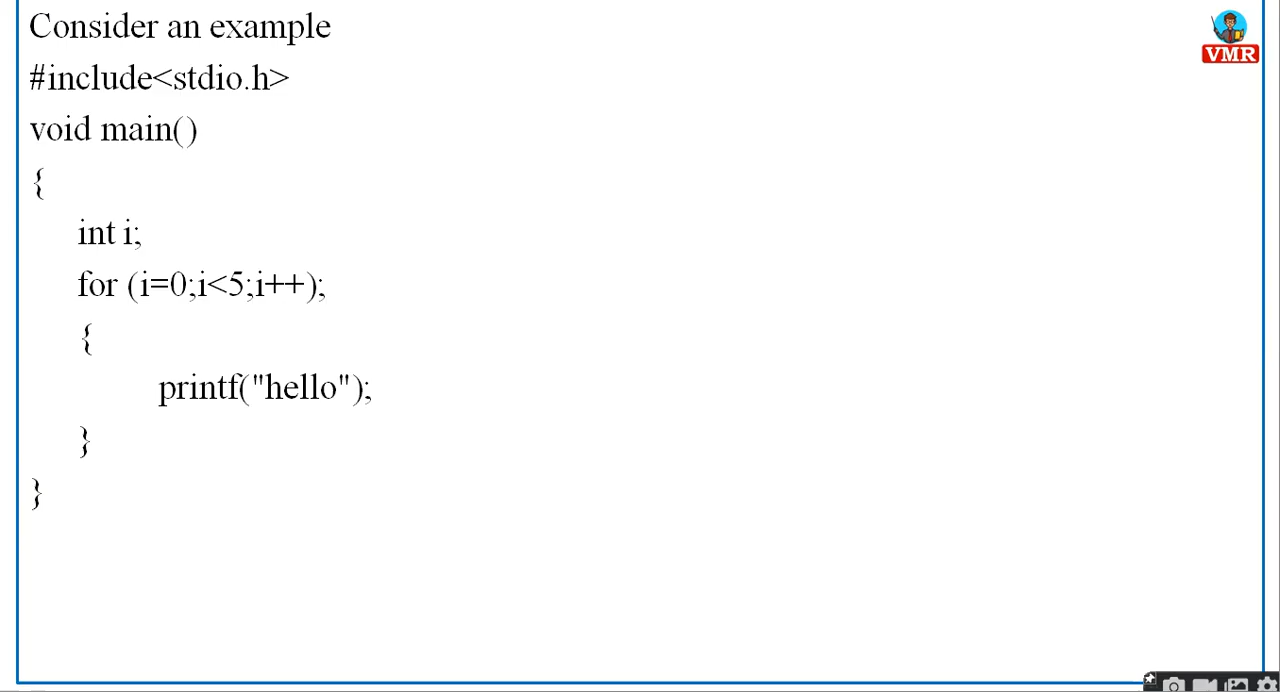 Consider an example
VMR
#include<stdio.h>
void main()
{
int i;
for (i=0;i<5;i++);
{
printf("hello");
}
}